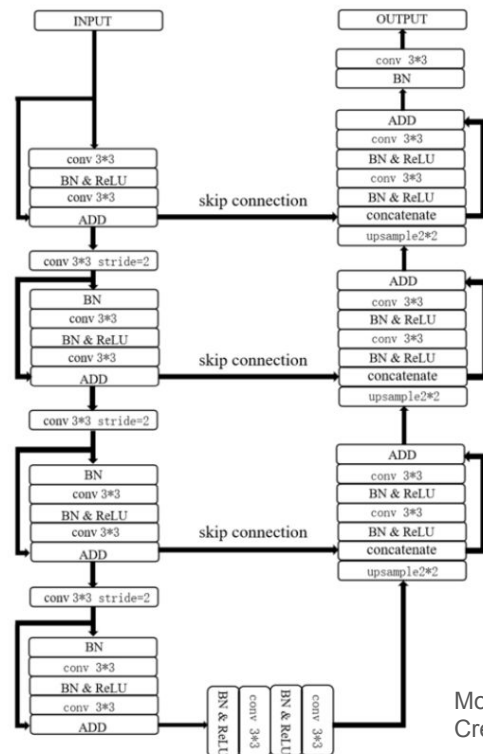 INPUT
conv 3*3
BN & ReLU
conv 3*3
ADD
conv 3*3 stride=2
BN
conv 3*3
BN & ReLU
conv 3*3
ADD
conv 3*3 stride=2
BN
conv 3*3
BN & ReLU
conv 3*3
ADD
conv 3*3 stride=2
BN
conv 3*3
BN & ReLU
conv 3*3
ADD
skip connection
skip connection
skip connection
BN & ReLU
conv 3*3
BN & ReLU
conv 3*3
OUTPUT
conv 3*3
BN
ADD
conv 3*3
BN & ReLU
conv 3*3
BN & ReLU
concatenate
upsample2*2
ADD
conv 3*3
BN & ReLU
conv 3*3
BN & ReLU
concatenate
upsample2*2
ADD
conv 3*3
BN & ReLU
conv 3*3
BN & ReLU
concatenate
upsample2*2